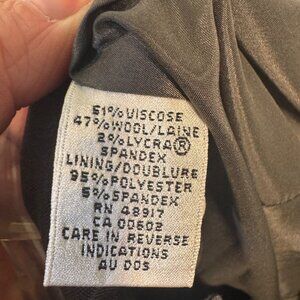 51% VISCOSE
47% WOOL/LAINE
2% LYCRA®
SPANDEX
LINING/DOUBLURE
95% POLYESTER
5% SPANDEX
RN 48917
CA 00602
CARE IN REVERSE
INDICATIONS
AU DOS